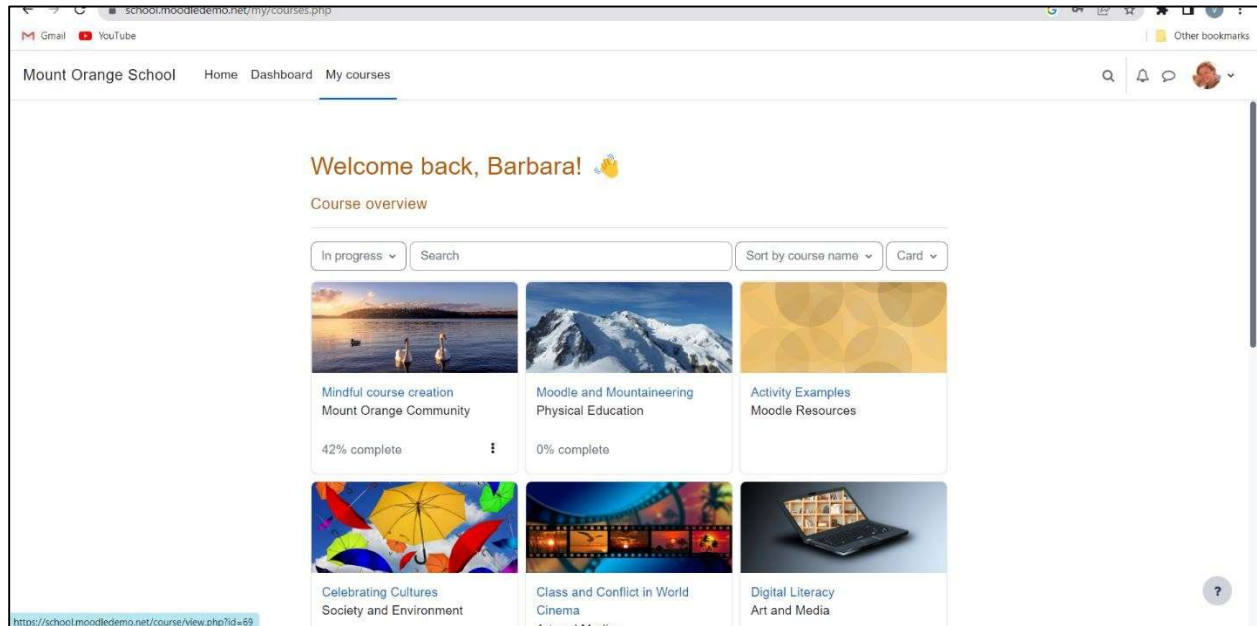 school.moodledemo.net/my/courses.php
Gmail YouTube Other bookmarks
Mount Orange School Home Dashboard My courses
Welcome back, Barbara! 👋
Course overview
In progress Search Sort by course name Card
Mindful course creation
Mount Orange Community
42% complete
Moodle and Mountaineering
Physical Education
0% complete
Activity Examples
Moodle Resources
Celebrating Cultures
Society and Environment
Class and Conflict in World
Cinema
Digital Literacy
Art and Media
?
https://school.moodledemo.net/course/view.php?id=69